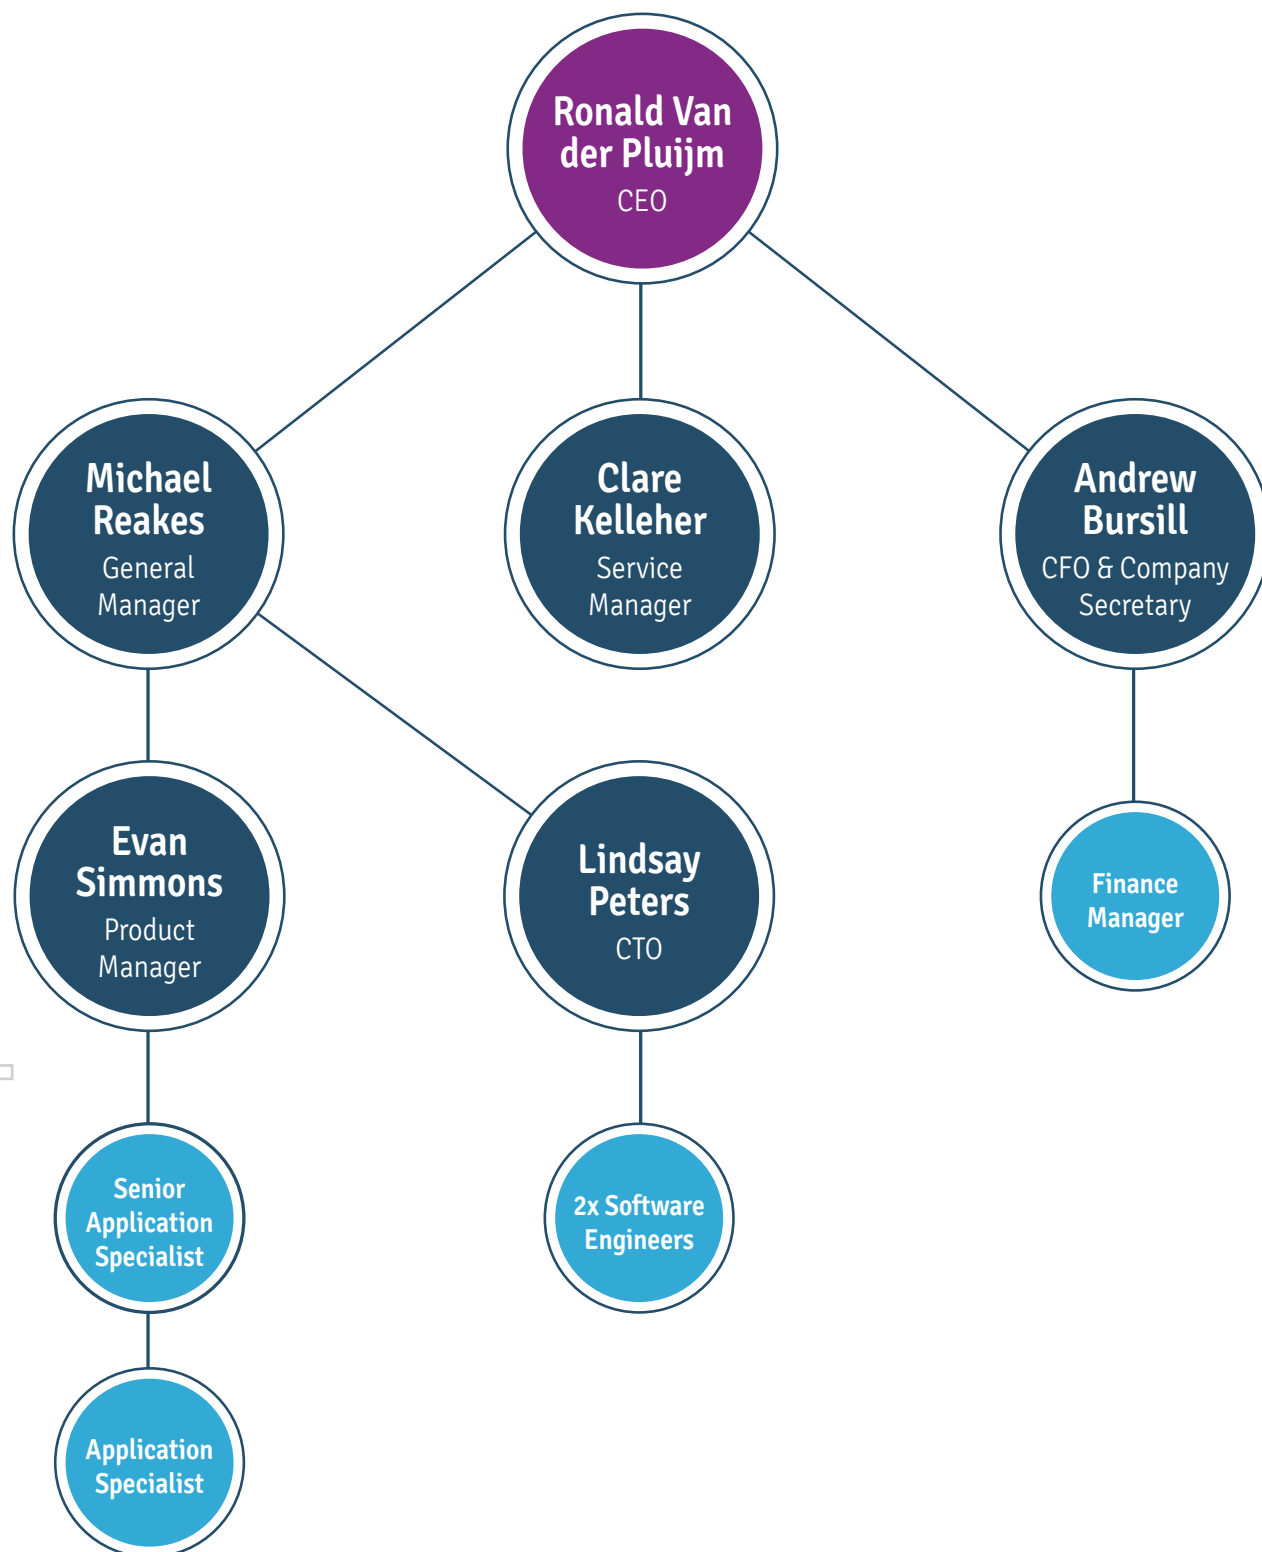 Ronald Van
der Pluijm
CEO
Michael
Reakes
General
Manager
Clare
Kelleher
Service
Manager
Andrew
Bursill
CFO & Company
Secretary
Evan
Simmons
Product
Manager
Lindsay
Peters
CTO
Finance
Manager
Senior
Application
Specialist
2x Software
Engineers
Application
Specialist